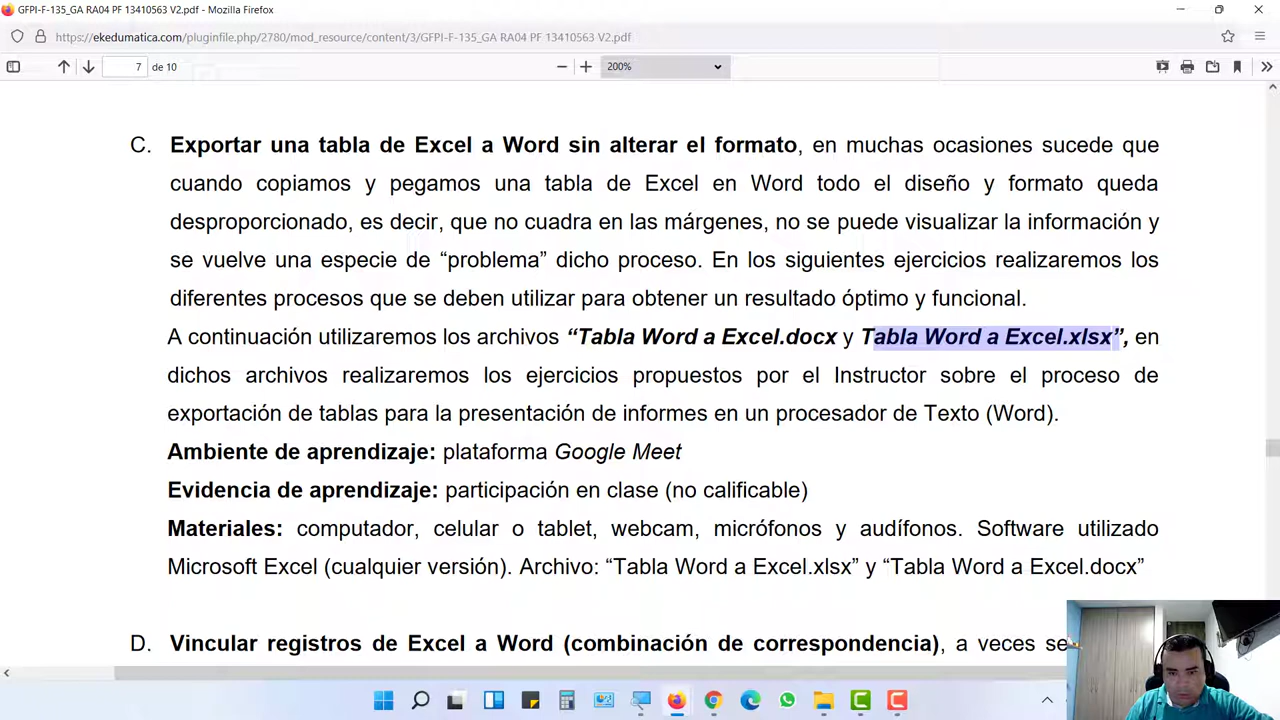 GFPI-F-135_GA RA04 PF 13410563 V2.pdf - Mozilla Firefox
https://ekedumatica.com/pluginfile.php/2780/mod_resource/content/3/GFPI-F-135_GA RA04 PF 13410563 V2.pdf
7 de 10
200%
C. Exportar una tabla de Excel a Word sin alterar el formato, en muchas ocasiones sucede que
cuando copiamos y pegamos una tabla de Excel en Word todo el diseño y formato queda
desproporcionado, es decir, que no cuadra en las márgenes, no se puede visualizar la información y
se vuelve una especie de “problema” dicho proceso. En los siguientes ejercicios realizaremos los
diferentes procesos que se deben utilizar para obtener un resultado óptimo y funcional.
A continuación utilizaremos los archivos “Tabla Word a Excel.docx y Tabla Word a Excel.xlsx”, en
dichos archivos realizaremos los ejercicios propuestos por el Instructor sobre el proceso de
exportación de tablas para la presentación de informes en un procesador de Texto (Word).
Ambiente de aprendizaje: plataforma Google Meet
Evidencia de aprendizaje: participación en clase (no calificable)
Materiales: computador, celular o tablet, webcam, micrófonos y audífonos. Software utilizado
Microsoft Excel (cualquier versión). Archivo: “Tabla Word a Excel.xlsx” y “Tabla Word a Excel.docx”
D. Vincular registros de Excel a Word (combinación de correspondencia), a veces se